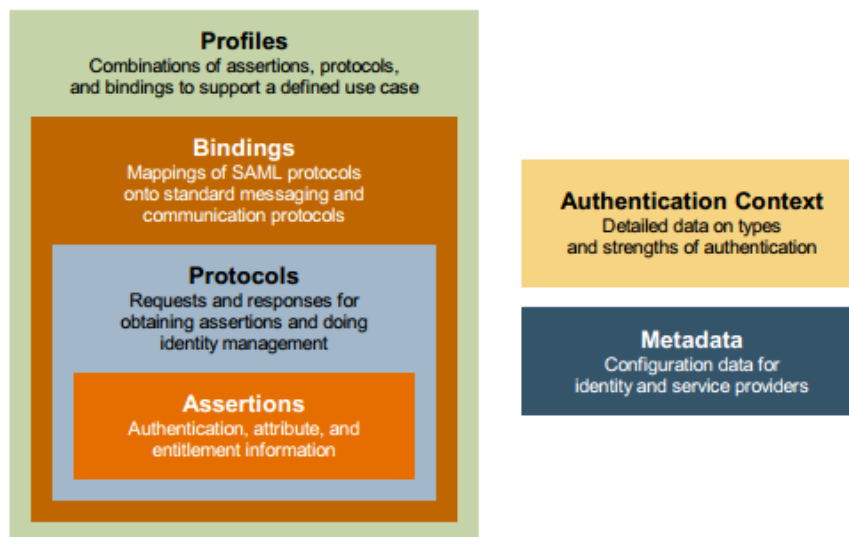 Profiles
Combinations of assertions, protocols,
and bindings to support a defined use case
Bindings
Mappings of SAML protocols
onto standard messaging and
communication protocols
Protocols
Requests and responses for
obtaining assertions and doing
identity management
Assertions
Authentication, attribute, and
entitlement information
Authentication Context
Detailed data on types
and strengths of authentication
Metadata
Configuration data for
identity and service providers